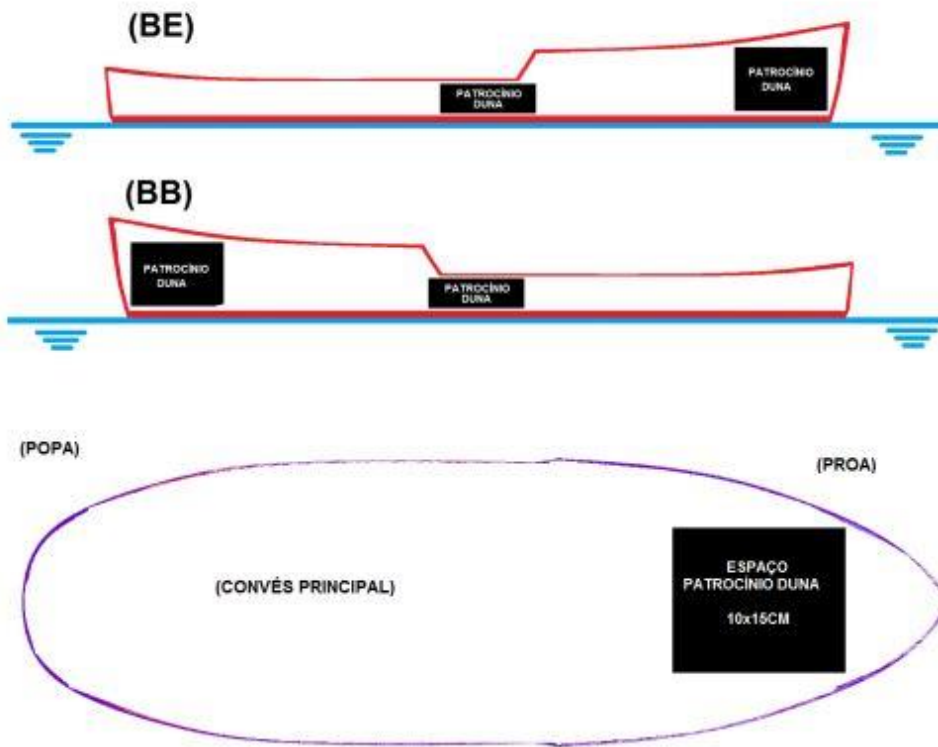 (BE)
PATROCÍNIO
DUNA
PATROCÍNIO
DUNA
(BB)
PATROCÍNIO
DUNA
PATROCÍNIO
DUNA
(POPA)
(PROA)
(CONVÉS PRINCIPAL)
ESPAÇO
PATROCÍNIO DUNA
10x15CM